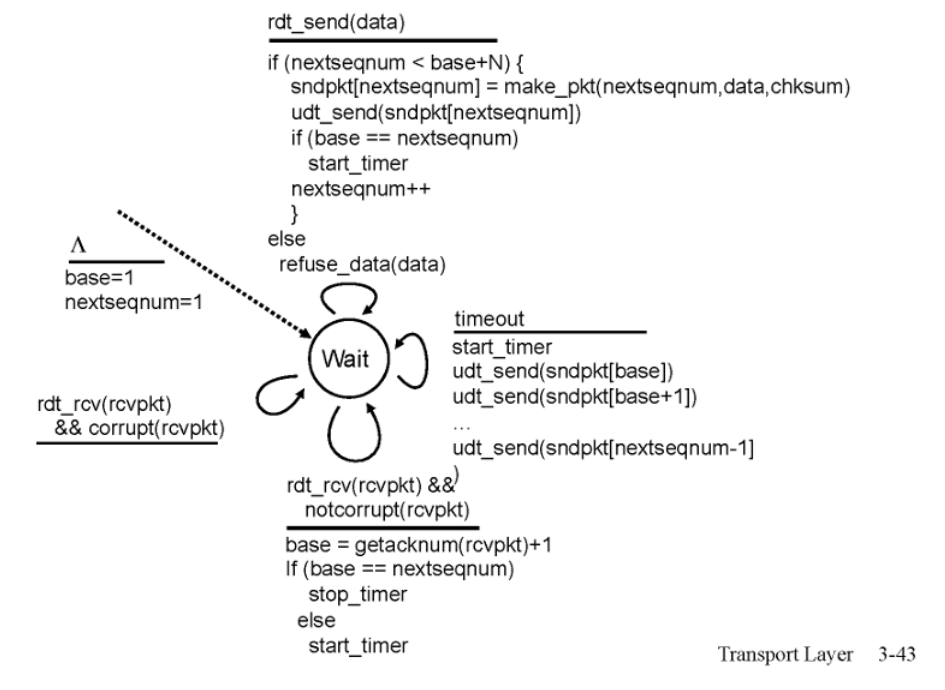 rdt_send(data)
if (nextseqnum < base+N) {
sndpkt[nextseqnum] = make_pkt(nextseqnum,data,chksum)
udt_send(sndpkt[nextseqnum])
if (base == nextseqnum)
start_timer
nextseqnum++
}
else
refuse_data(data)
Λ
base=1
nextseqnum=1
Wait
timeout
start_timer
udt_send(sndpkt[base])
udt_send(sndpkt[base+1])
…
udt_send(sndpkt[nextseqnum-1]
)
rdt_rcv(rcvpkt)
&& corrupt(rcvpkt)
rdt_rcv(rcvpkt) &&
notcorrupt(rcvpkt)
base = getacknum(rcvpkt)+1
If (base == nextseqnum)
stop_timer
else
start_timer
Transport Layer 3-43